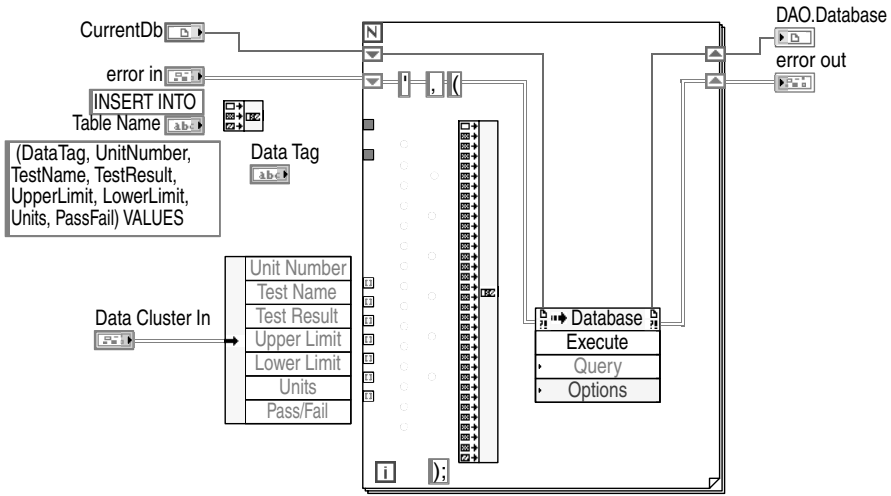 CurrentDb
DAO.Database
N
error in
error out
' , (
INSERT INTO
Table Name
abc
(DataTag, UnitNumber,
TestName, TestResult,
UpperLimit, LowerLimit,
Units, PassFail) VALUES
Data Tag
abc
Unit Number
Test Name
Test Result
Upper Limit
Lower Limit
Units
Pass/Fail
Data Cluster In
Database
Execute
Query
Options
i
);